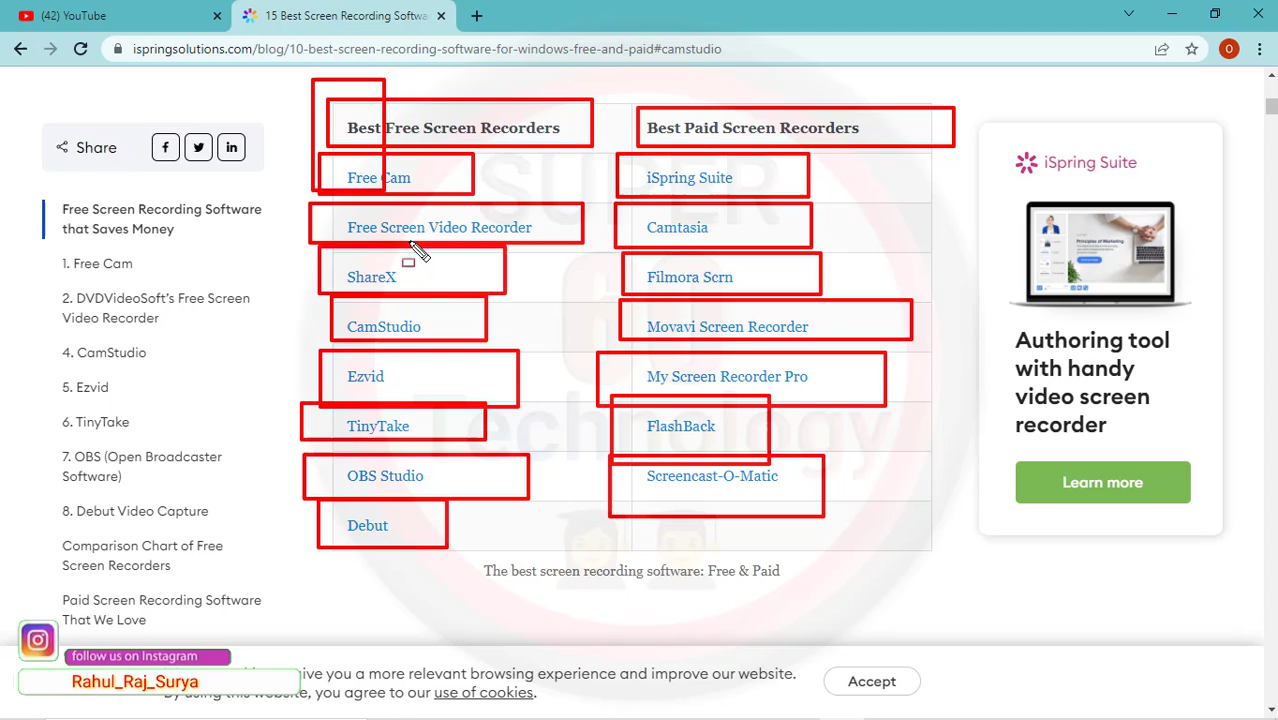 (42) YouTube
15 Best Screen Recording Softwa
ispringsolutions.com/blog/10-best-screen-recording-software-for-windows-free-and-paid#camstudio
O
Share
Free Screen Recording Software
that Saves Money
1. Free Cam
2. DVDVideoSoft's Free Screen
Video Recorder
4. CamStudio
5. Ezvid
6. TinyTake
7. OBS (Open Broadcaster
Software)
8. Debut Video Capture
Comparison Chart of Free
Screen Recorders
Paid Screen Recording Software
That We Love
Best Free Screen Recorders
Best Paid Screen Recorders
Free Cam
iSpring Suite
Free Screen Video Recorder
Camtasia
ShareX
Filmora Scrn
CamStudio
Movavi Screen Recorder
Ezvid
My Screen Recorder Pro
TinyTake
FlashBack
OBS Studio
Screencast-O-Matic
Debut
The best screen recording software: Free & Paid
SUPER
60
Technology
iSpring Suite
Authoring tool
with handy
video screen
recorder
Learn more
follow us on Instagram
Rahul_Raj_Surya
give you a more relevant browsing experience and improve our website.
By using this website, you agree to our use of cookies.
Accept